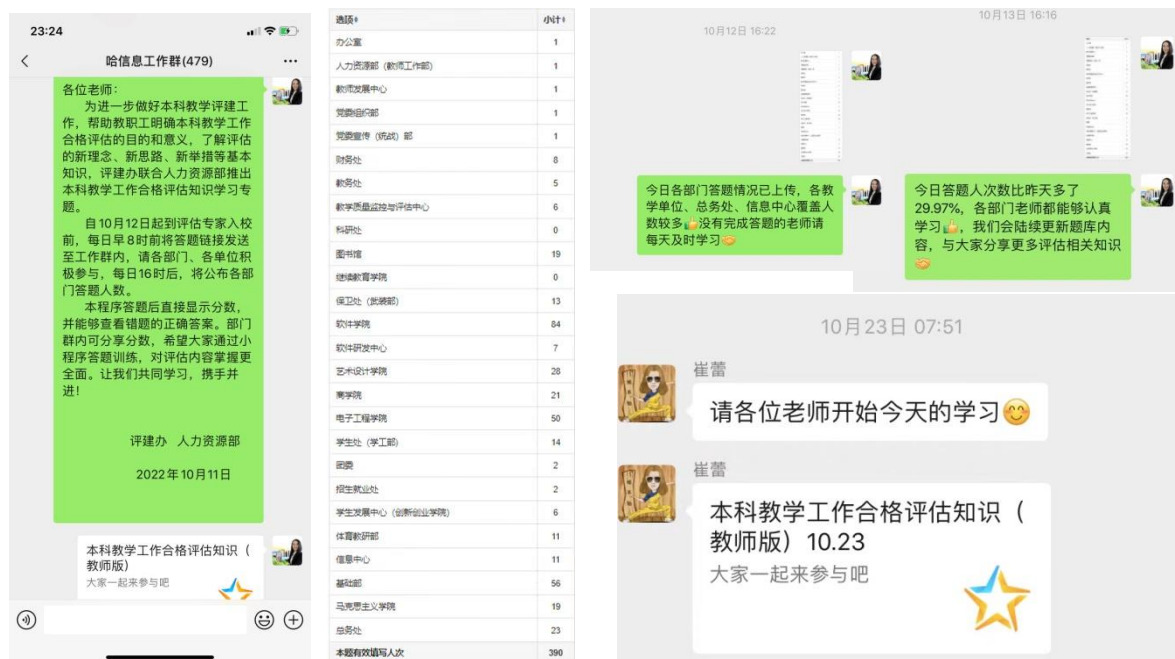 23:24
哈信息工作群(479)
各位老师:
为进一步做好本科教学评建工
作,帮助教职工明确本科教学工作
合格评估的目的和意义,了解评估
的新理念、新思路、新举措等基本
知识,评建办联合人力资源部推出
本科教学工作合格评估知识学习专
题。
自10月12日起到评估专家入校
前,每日早8时前将答题链接发送
至工作群内,请各部门、各单位积
极参与,每日16时后,将公布各部
门答题人数。
本程序答题后直接显示分数,
并能够查看错题的正确答案。部门
群内可分享分数,希望大家通过小
程序答题训练,对评估内容掌握更
全面。让我们共同学习,携手并
进!
评建办 人力资源部
2022年10月11日
本科教学工作合格评估知识(
教师版)
大家一起来参与吧
选项 小计
办公室 1
人力资源部(教师工作部) 1
教师发展中心 1
党委组织部 1
党委宣传(统战)部 1
财务处 8
教务处 5
教学质量监控与评估中心 6
科研处 0
图书馆 19
继续教育学院 0
保卫处(武装部) 13
软件学院 84
软件研发中心 7
艺术设计学院 28
商学院 21
电子工程学院 50
学生处(学工部) 14
团委 2
招生就业处 2
学生发展中心(创新创业学院) 6
体育教研部 11
信息中心 11
基础部 56
马克思主义学院 19
总务处 23
本题有效填写人次 390
10月12日 16:22
今日各部门答题情况已上传,各教
学单位、总务处、信息中心覆盖人
数较多👍没有完成答题的老师请
每天及时学习🤝
10月13日 16:16
今日答题人次数比昨天多了
29.97%,各部门老师都能够认真
学习👍,我们会陆续更新题库内
容,与大家分享更多评估相关知识
🤝
10月23日 07:51
崔蕾
请各位老师开始今天的学习😊
崔蕾
本科教学工作合格评估知识(
教师版)10.23
大家一起来参与吧